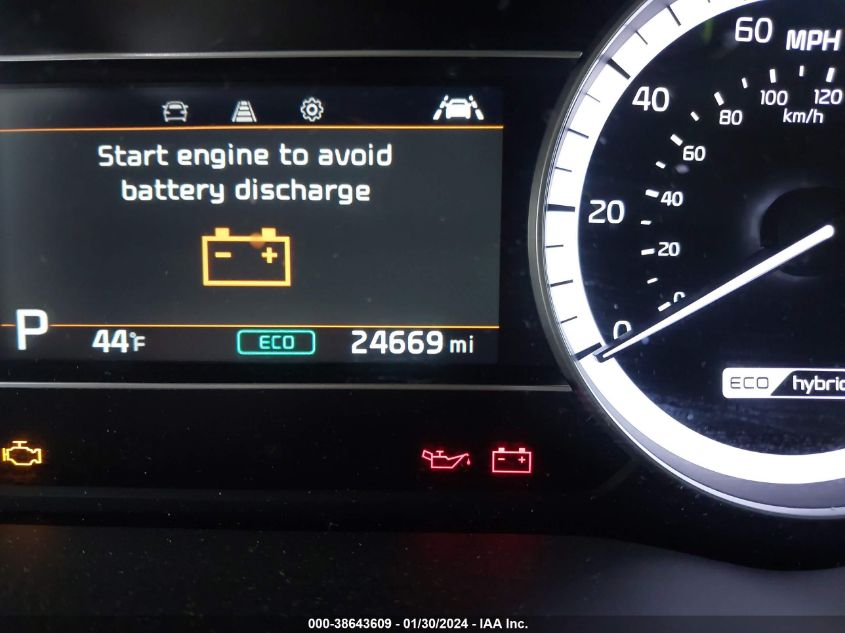 60 MPH
40
100 120
80
km/h
Start engine to avoid
60
battery discharge
40
20
20
0
0
P
44°F
ECO
24669 mi
ECO hybrid
000-38643609 - 01/30/2024 - IAA Inc.